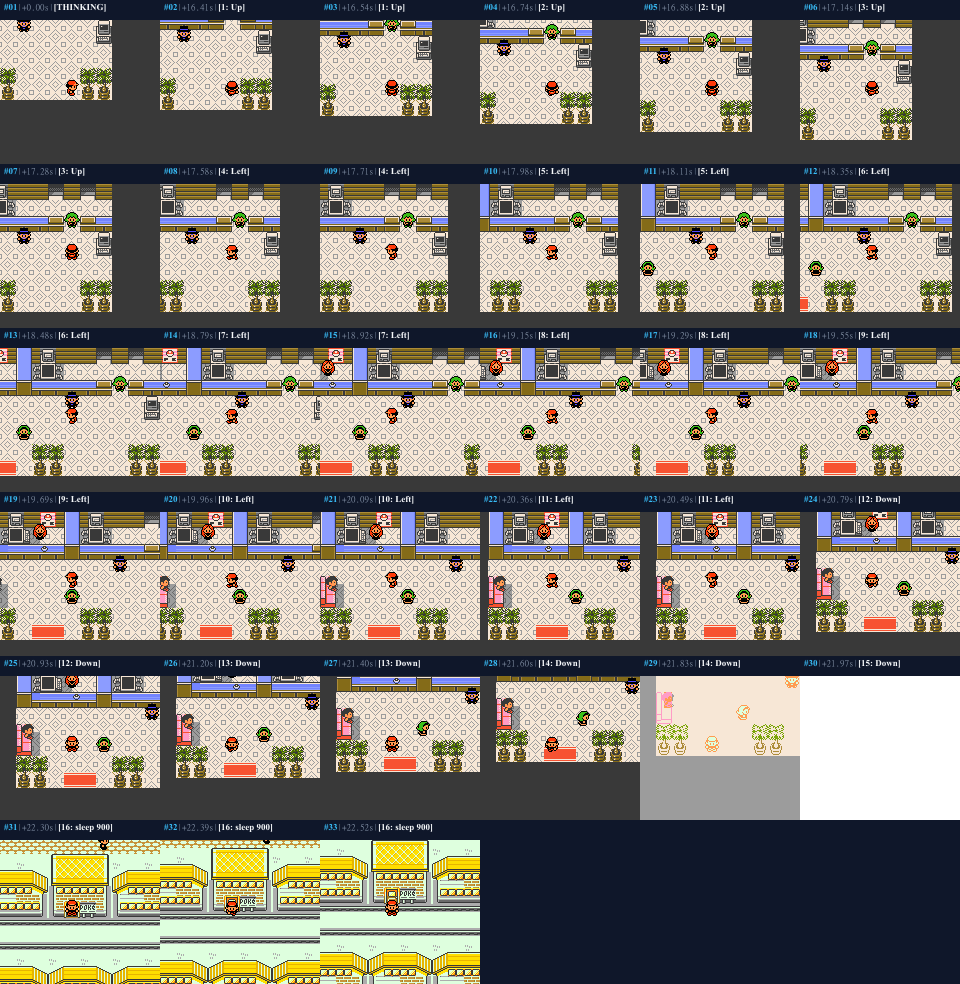 #01|+0.00s| [THINKING]
#02|+16.41s| [1: Up]
#03|+16.54s| [1: Up]
#04|+16.74s| [2: Up]
#05|+16.88s| [2: Up]
#06|+17.14s| [3: Up]
#07|+17.28s| [3: Up]
#08|+17.58s| [4: Left]
#09|+17.71s| [4: Left]
#10|+17.98s| [5: Left]
#11|+18.11s| [5: Left]
#12|+18.35s| [6: Left]
#13|+18.48s| [6: Left]
#14|+18.79s| [7: Left]
#15|+18.92s| [7: Left]
#16|+19.15s| [8: Left]
#17|+19.29s| [8: Left]
#18|+19.55s| [9: Left]
#19|+19.69s| [9: Left]
#20|+19.96s| [10: Left]
#21|+20.09s| [10: Left]
#22|+20.36s| [11: Left]
#23|+20.49s| [11: Left]
#24|+20.79s| [12: Down]
#25|+20.93s| [12: Down]
#26|+21.20s| [13: Down]
#27|+21.40s| [13: Down]
#28|+21.60s| [14: Down]
#29|+21.83s| [14: Down]
#30|+21.97s| [15: Down]
#31|+22.30s| [16: sleep 900]
#32|+22.39s| [16: sleep 900]
#33|+22.52s| [16: sleep 900]
POKé
POKé
POKé